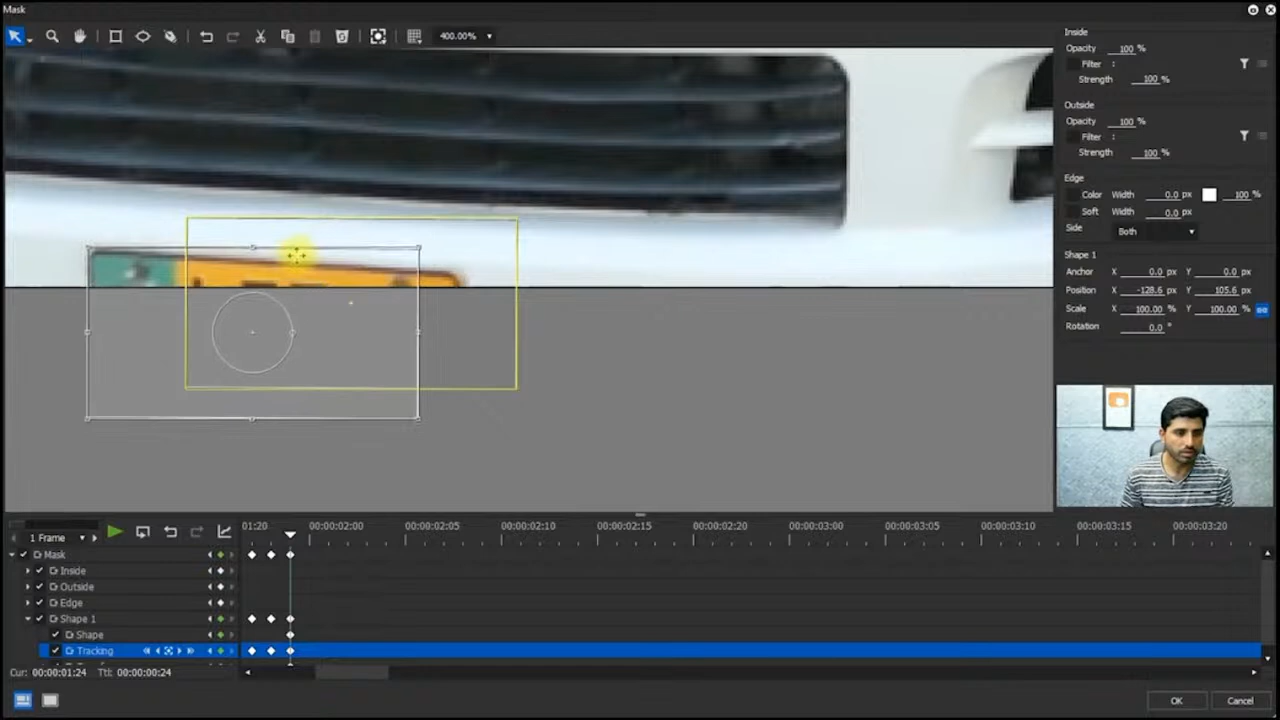 Mask
400.00%
Inside
Opacity 100 %
Filter :
Strength 100 %
Outside
Opacity 100 %
Filter :
Strength 100 %
Edge
Color Width 0.0 px 100 %
Soft Width 0.0 px
Side Both
Shape 1
Anchor X 0.0 px Y 0.0 px
Position X -128.6 px Y 105.6 px
Scale X 100.00 % Y 100.00 %
Rotation 0.0 °
1 Frame
01:20 00:00:02:00 00:00:02:05 00:00:02:10 00:00:02:15 00:00:02:20 00:00:03:00 00:00:03:05 00:00:03:10 00:00:03:15 00:00:03:20
Mask
Inside
Outside
Edge
Shape 1
Shape
Tracking
Cur: 00:00:01:24 Ttl: 00:00:00:24
OK Cancel